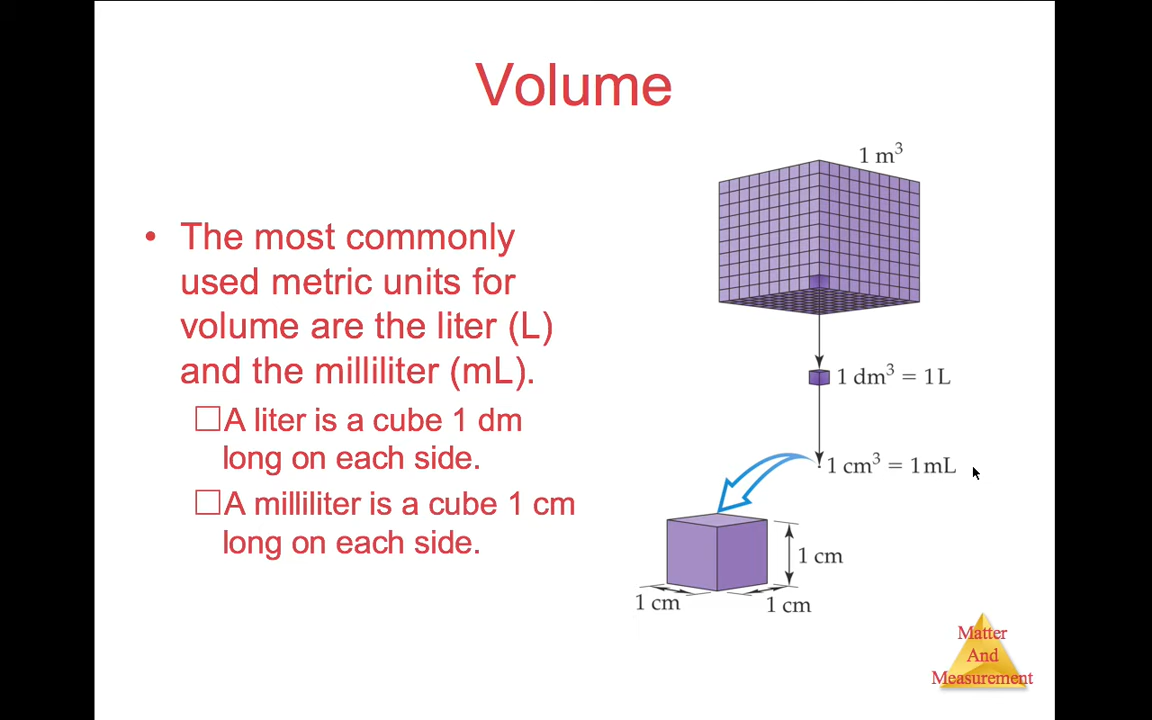 Volume
• The most commonly
used metric units for
volume are the liter (L)
and the milliliter (mL).
□A liter is a cube 1 dm
long on each side.
□A milliliter is a cube 1 cm
long on each side.
1 m³
1 dm³ = 1L
1 cm³ = 1mL
1 cm
1 cm
1 cm
Matter
And
Measurement